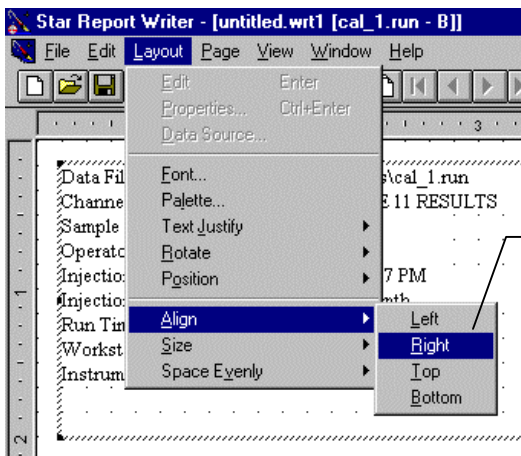 Star Report Writer - [untitled.wrt1 [cal_1.run - B]]
File Edit Layout Page View Window Help
Edit Enter
Properties... Ctrl+Enter
Data Source...
Font...
Palette...
Text Justify
Rotate
Position
Align
Size
Space Evenly
Left
Right
Top
Bottom
3
Data Fil s\cal_1.run
Channe E 11 RESULTS
Sample
Operato
Injectio 7 PM
Injectio
Run Tim
Workst
Instrum
1
2